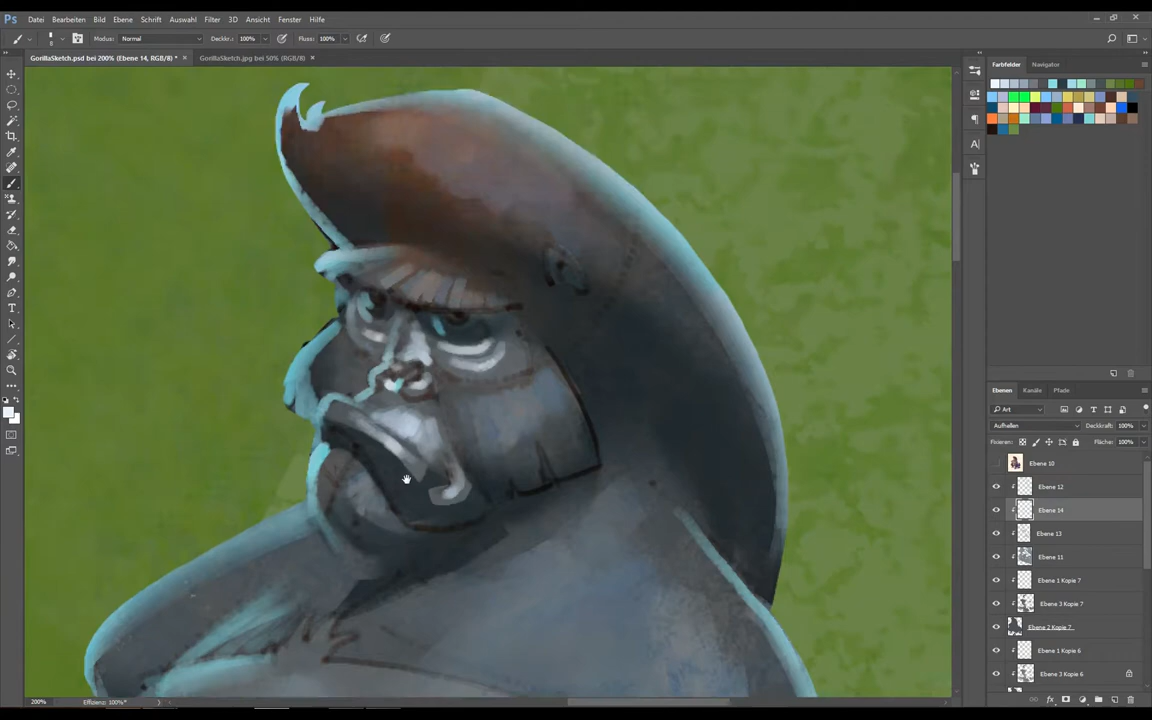 Ps Datei Bearbeiten Bild Ebene Schrift Auswahl Filter 3D Ansicht Fenster Hilfe
8 Modus: Normal Deckkr.: 100% Fluss: 100%
GorillaSketch.psd bei 200% (Ebene 14, RGB/8) * × GorillaSketch.jpg bei 50% (RGB/8) ×
Farbfelder Navigator
Ebenen Kanäle Pfade
Art
Aufhellen Deckkraft: 100%
Fixieren: Fläche: 100%
Ebene 10
Ebene 12
Ebene 14
Ebene 13
Ebene 11
Ebene 1 Kopie 7
Ebene 3 Kopie 7
Ebene 2 Kopie 7
Ebene 1 Kopie 6
Ebene 3 Kopie 6
200% Effizienz: 100%*